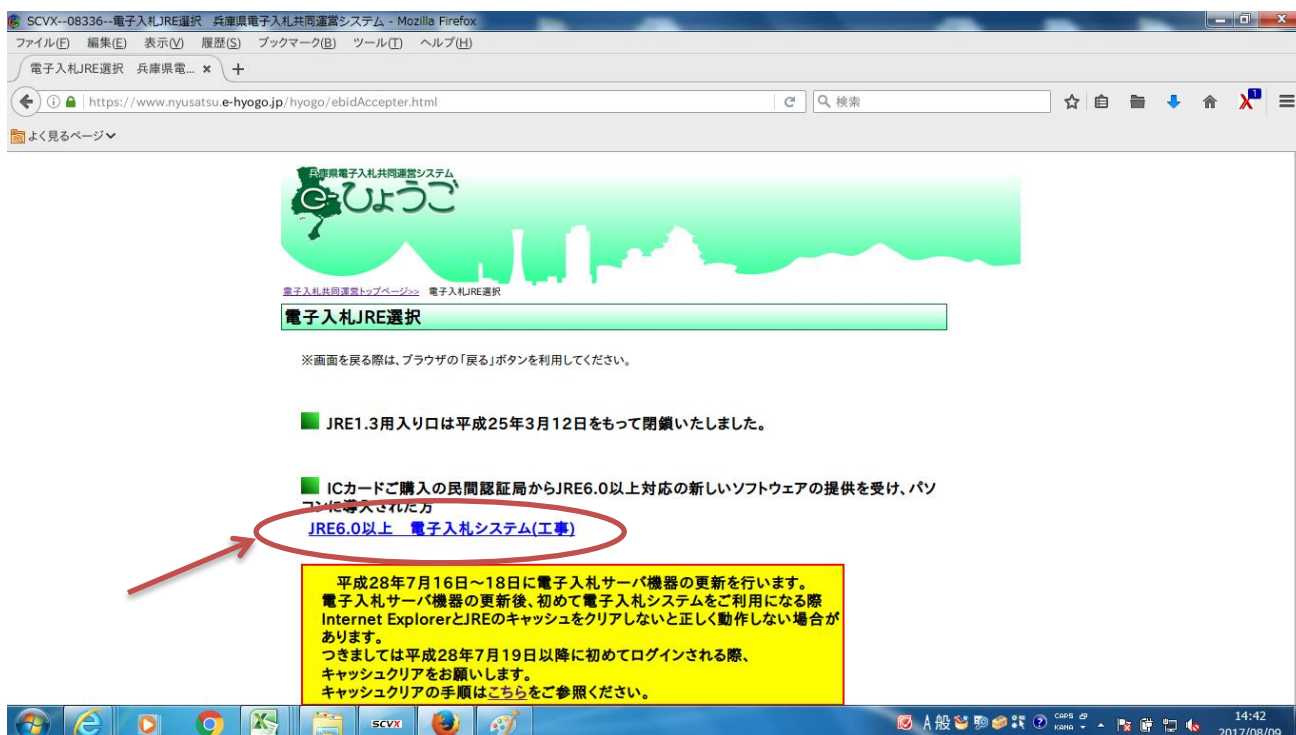 SCVX--08336--電子入札JRE選択 兵庫県電子入札共同運営システム - Mozilla Firefox
ファイル(F) 編集(E) 表示(V) 履歴(S) ブックマーク(B) ツール(T) ヘルプ(H)
電子入札JRE選択 兵庫県電... × +
https://www.nyusatsu.e-hyogo.jp/hyogo/ebidAccepter.html 検索
よく見るページ
兵庫県電子入札共同運営システム
e-ひょうご
電子入札共同運営トップページ>> 電子入札JRE選択
電子入札JRE選択
※画面を戻る際は、ブラウザの「戻る」ボタンを利用してください。
JRE1.3用入り口は平成25年3月12日をもって閉鎖いたしました。
ICカードご購入の民間認証局からJRE6.0以上対応の新しいソフトウェアの提供を受け、パソ
コンに導入された方
JRE6.0以上 電子入札システム(工事)
平成28年7月16日～18日に電子入札サーバ機器の更新を行います。
電子入札サーバ機器の更新後、初めて電子入札システムをご利用になる際
Internet ExplorerとJREのキャッシュをクリアしないと正しく動作しない場合が
あります。
つきましては平成28年7月19日以降に初めてログインされる際、
キャッシュクリアをお願いします。
キャッシュクリアの手順はこちらをご参照ください。
SCVX A 般 CAPS KANA 14:42
2017/08/09